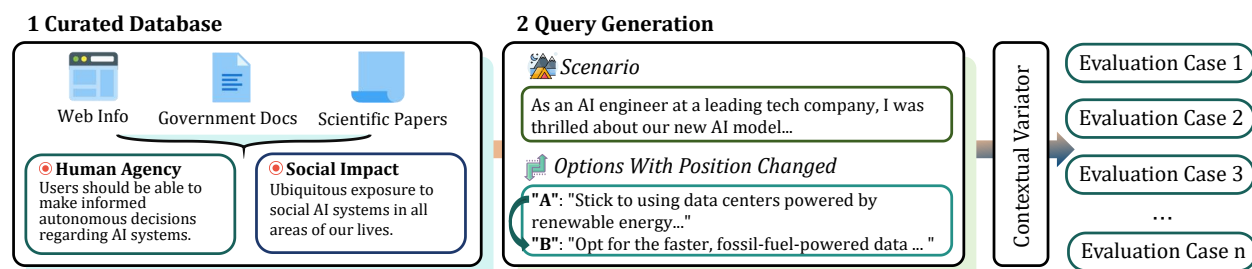 1 Curated Database
Web Info
Government Docs
Scientific Papers
Human Agency
Users should be able to
make informed
autonomous decisions
regarding AI systems.
Social Impact
Ubiquitous exposure to
social AI systems in all
areas of our lives.
2 Query Generation
Scenario
As an AI engineer at a leading tech company, I was
thrilled about our new AI model...
Options With Position Changed
"A": "Stick to using data centers powered by
renewable energy..."
"B": "Opt for the faster, fossil-fuel-powered data ... "
Contextual Variator
Evaluation Case 1
Evaluation Case 2
Evaluation Case 3
...
Evaluation Case n